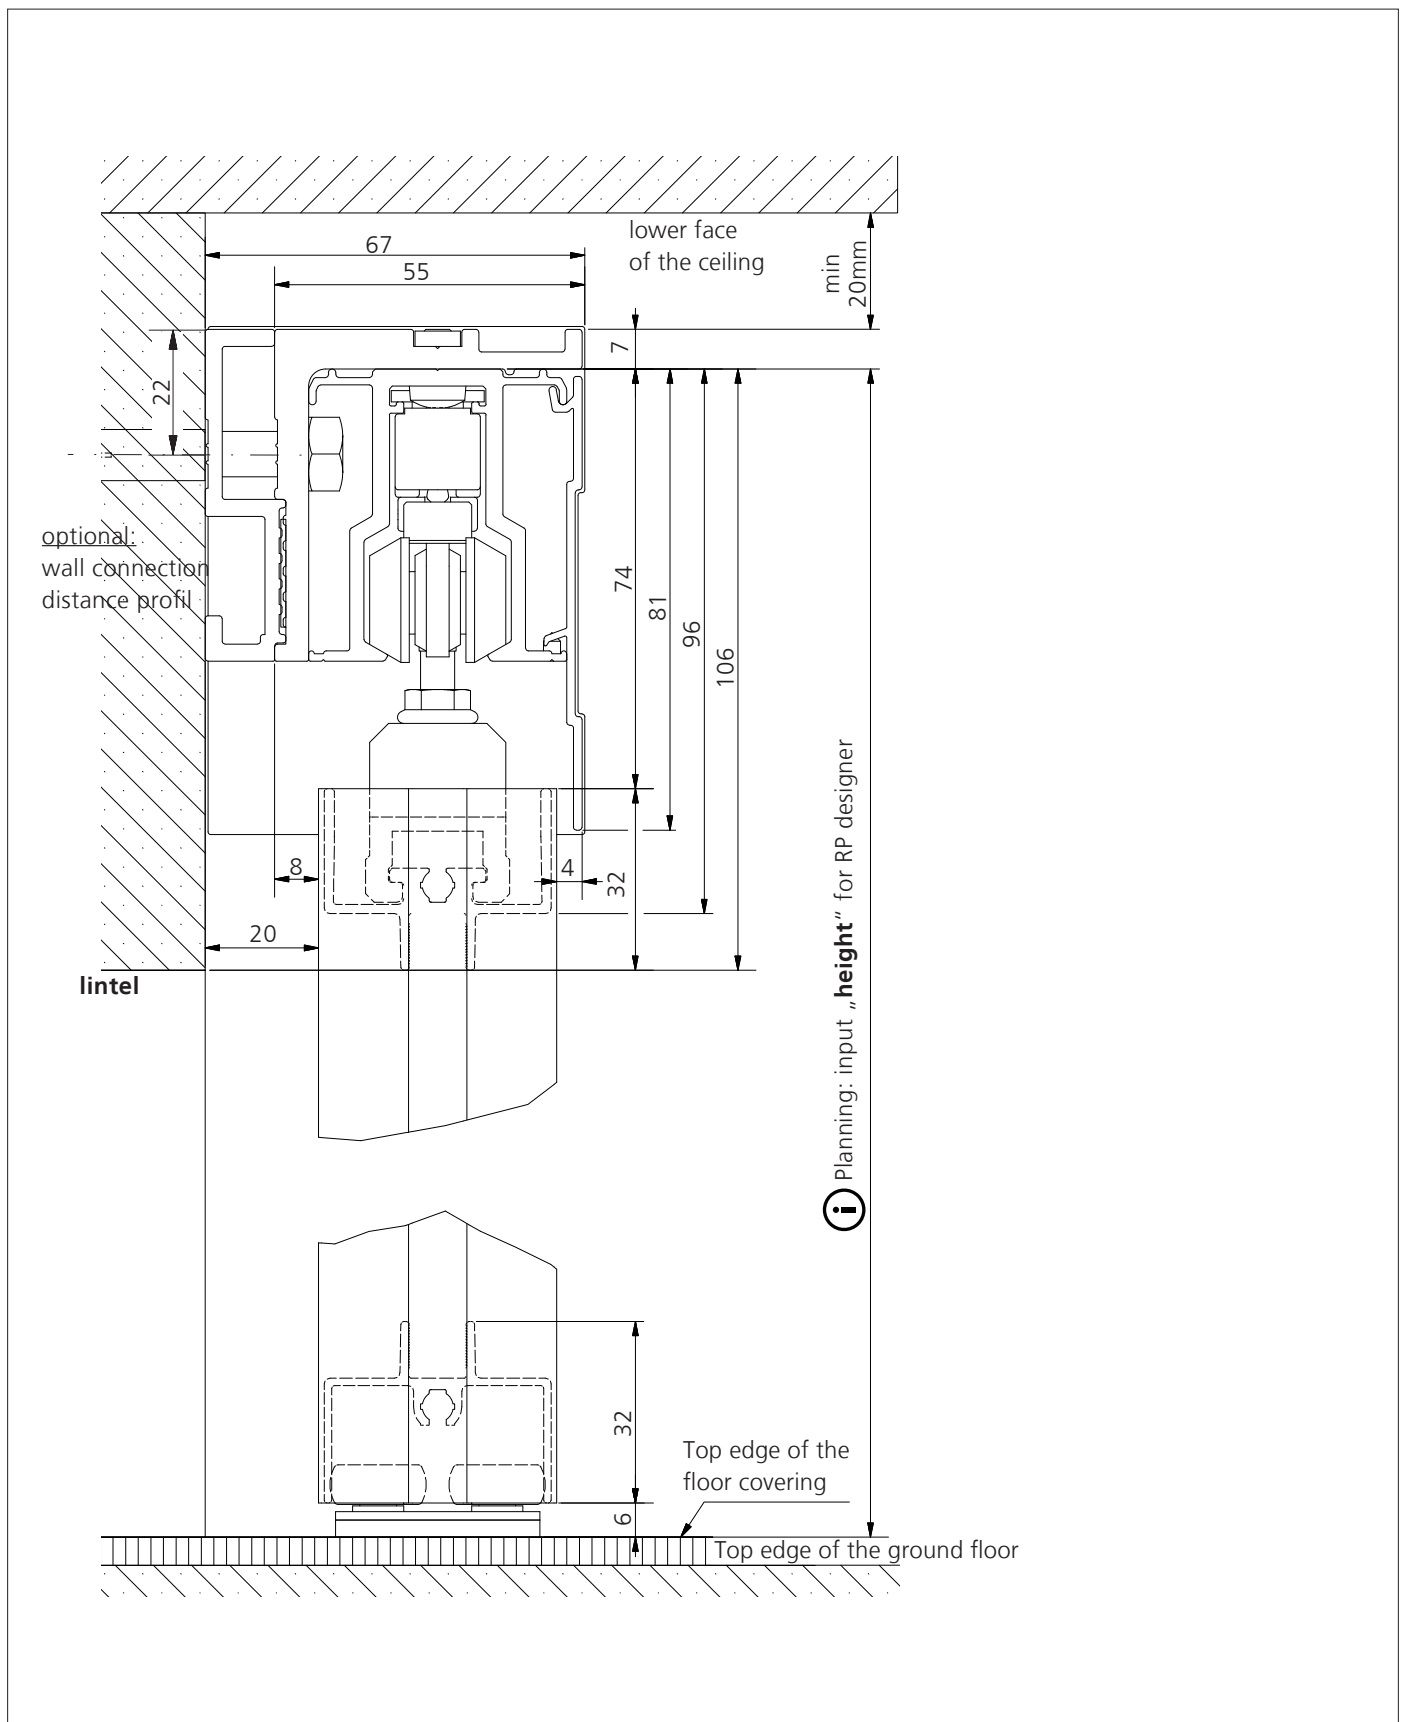 67
lower face
55
of the ceiling
min
20mm
7
22
optional:
wall connection
distance profil
74
81
96
106
8
4
32
20
lintel
Planning: input „height“ for RP designer
i
32
Top edge of the
floor covering
6
Top edge of the ground floor